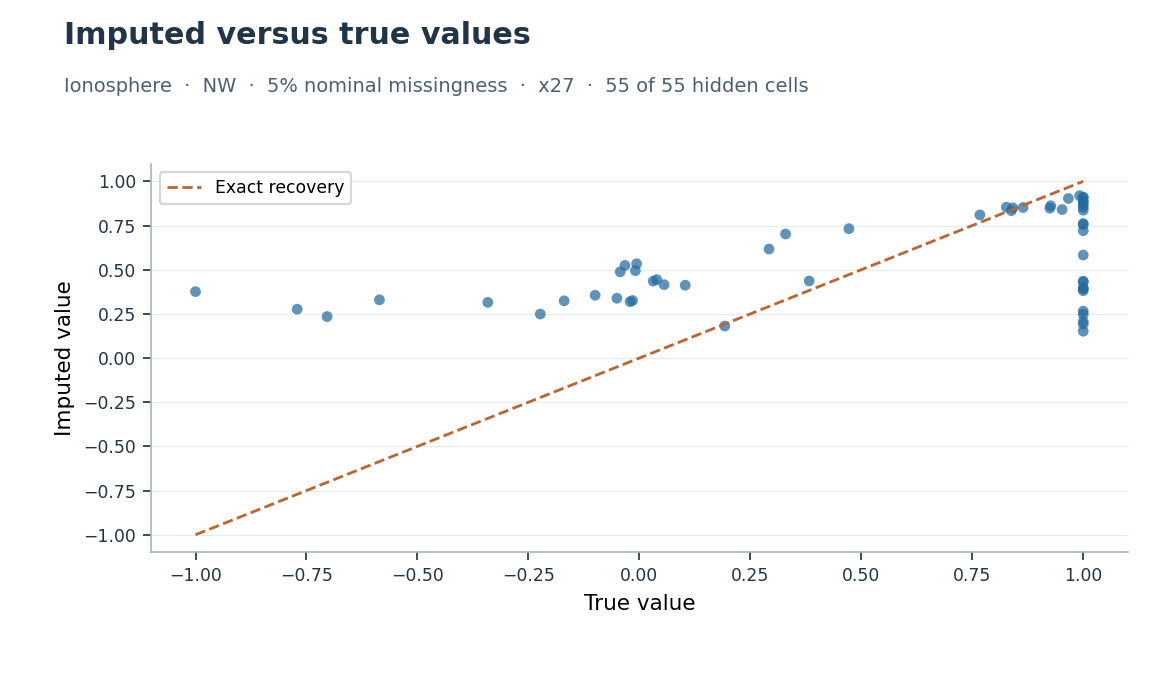 Imputed versus true values
Ionosphere · NW · 5% nominal missingness · x27 · 55 of 55 hidden cells
Exact recovery
1.00
0.75
0.50
0.25
0.00
−0.25
−0.50
−0.75
−1.00
Imputed value
−1.00 −0.75 −0.50 −0.25 0.00 0.25 0.50 0.75 1.00
True value